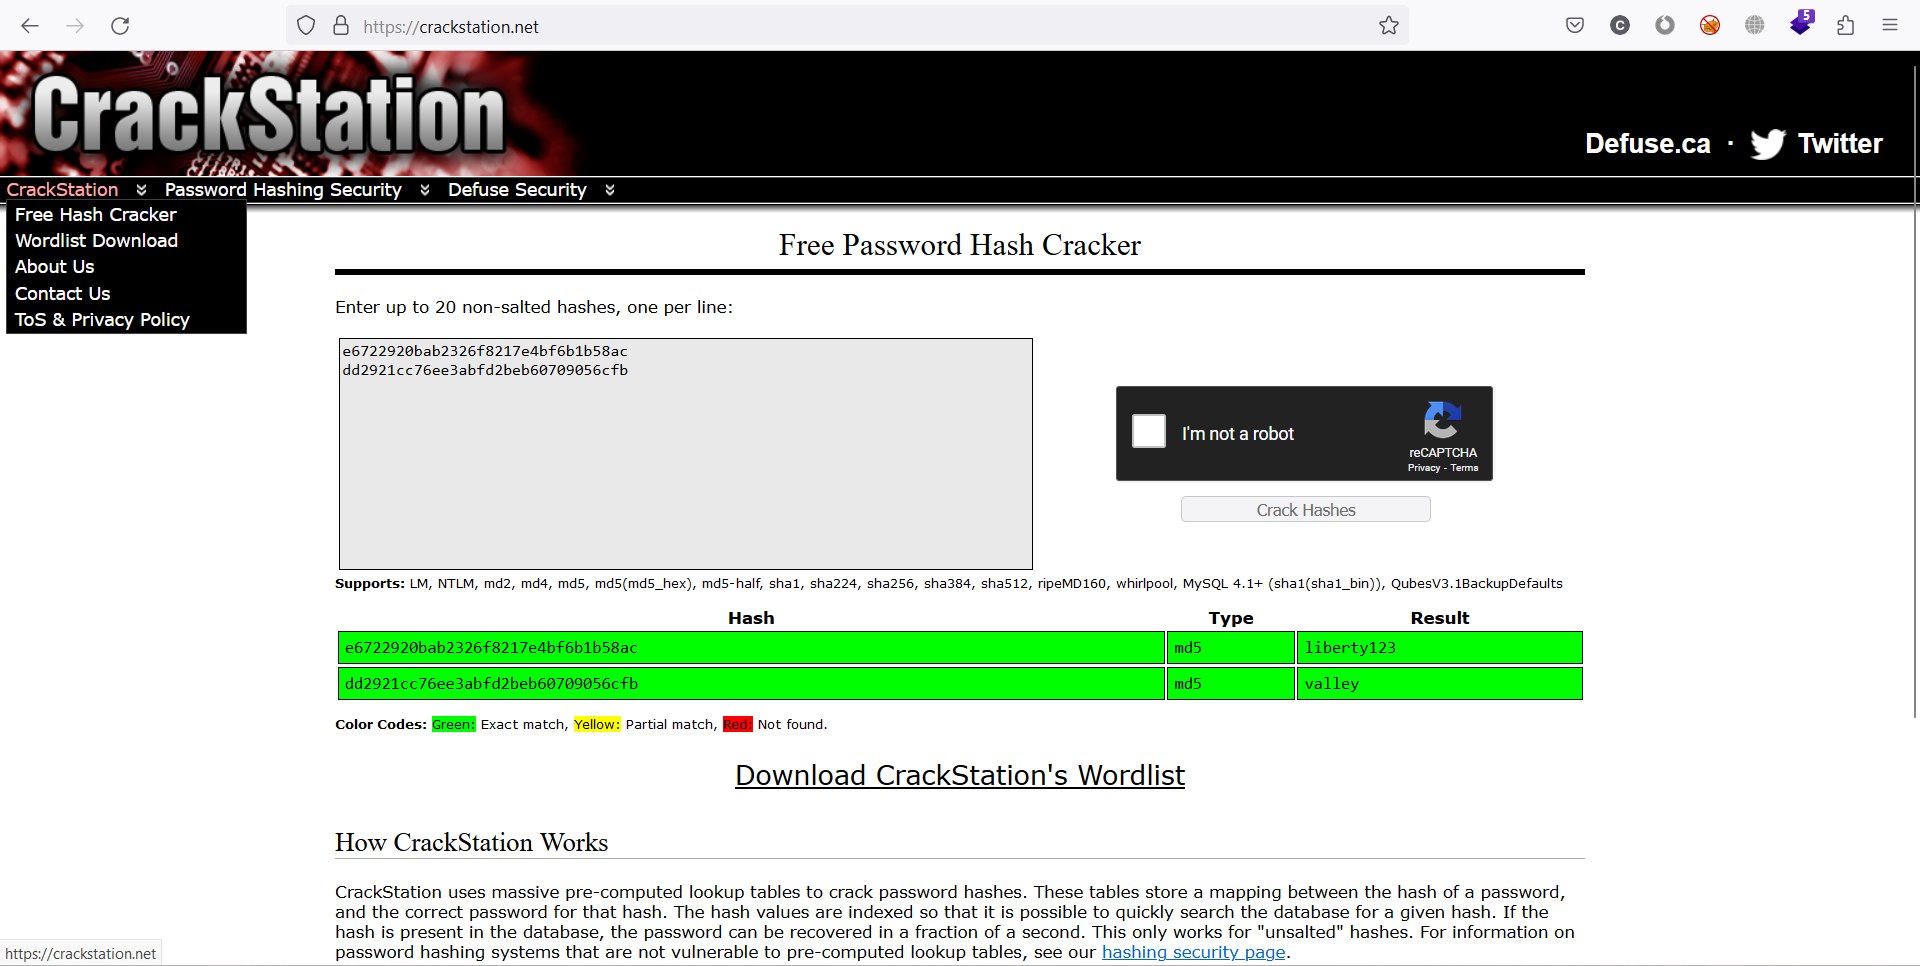 https://crackstation.net
5
C
CrackStation
Defuse.ca · Twitter
CrackStation Password Hashing Security Defuse Security
Free Hash Cracker
Wordlist Download
About Us
Contact Us
ToS & Privacy Policy
Free Password Hash Cracker
Enter up to 20 non-salted hashes, one per line:
e6722920bab2326f8217e4bf6b1b58ac
dd2921cc76ee3abfd2beb60709056cfb
I'm not a robot
reCAPTCHA
Privacy - Terms
Crack Hashes
Supports: LM, NTLM, md2, md4, md5, md5(md5_hex), md5-half, sha1, sha224, sha256, sha384, sha512, ripeMD160, whirlpool, MySQL 4.1+ (sha1(sha1_bin)), QubesV3.1BackupDefaults
Hash Type Result
e6722920bab2326f8217e4bf6b1b58ac md5 liberty123
dd2921cc76ee3abfd2beb60709056cfb md5 valley
Color Codes: Green: Exact match, Yellow: Partial match, Red: Not found.
Download CrackStation's Wordlist
How CrackStation Works
CrackStation uses massive pre-computed lookup tables to crack password hashes. These tables store a mapping between the hash of a password,
and the correct password for that hash. The hash values are indexed so that it is possible to quickly search the database for a given hash. If the
hash is present in the database, the password can be recovered in a fraction of a second. This only works for "unsalted" hashes. For information on
password hashing systems that are not vulnerable to pre-computed lookup tables, see our hashing security page.
https://crackstation.net